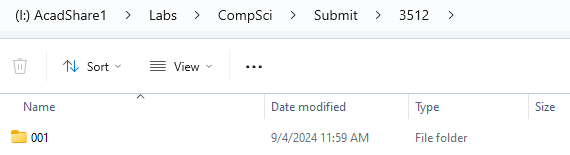 (I:) AcadShare1 > Labs > CompSci > Submit > 3512 >
Sort View ...
Name Date modified Type Size
001 9/4/2024 11:59 AM File folder